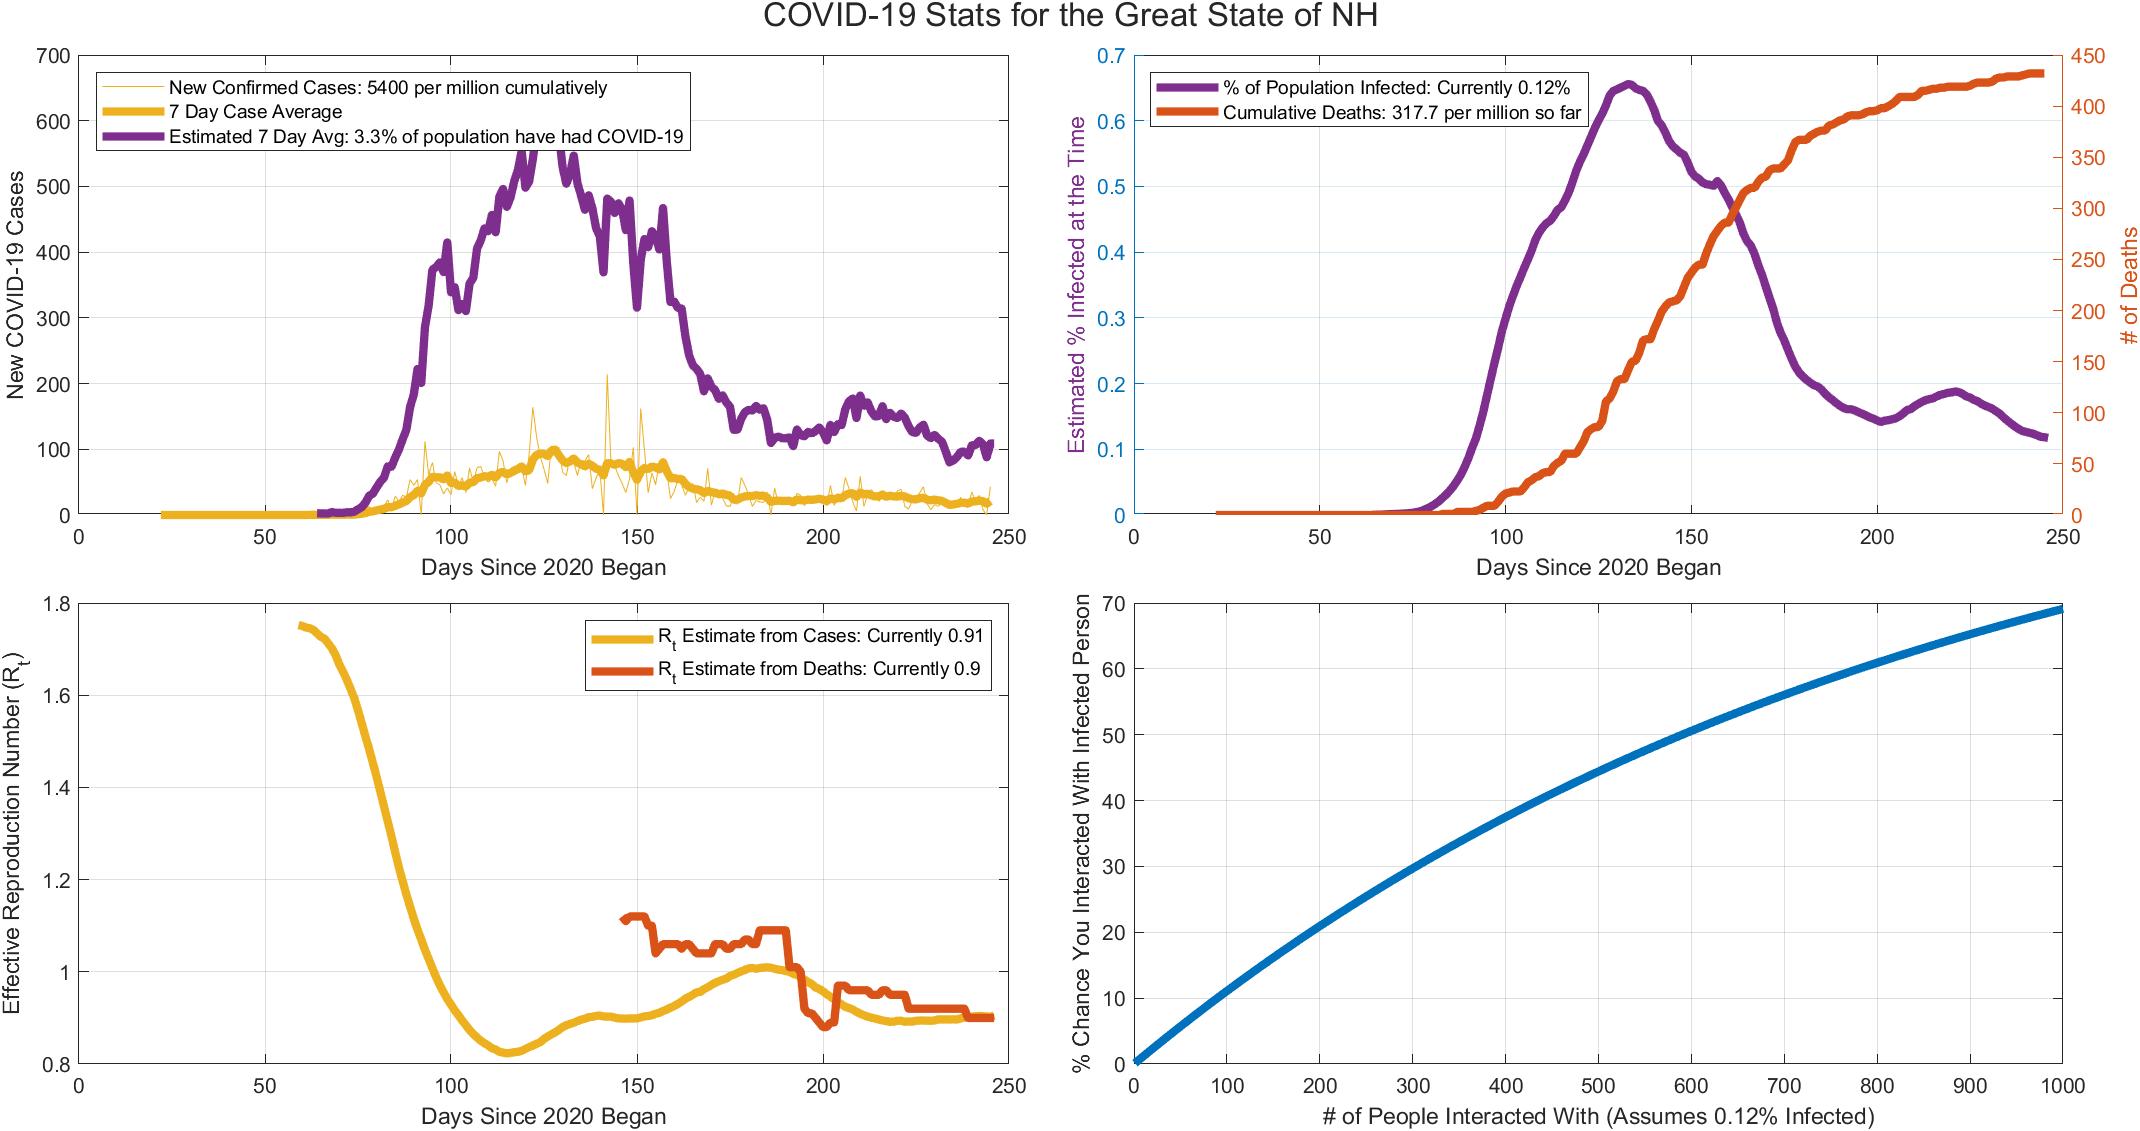 COVID-19 Stats for the Great State of NH
New COVID-19 Cases
700
600
500
400
300
200
100
0
New Confirmed Cases: 5400 per million cumulatively
7 Day Case Average
Estimated 7 Day Avg: 3.3% of population have had COVID-19
0 50 100 150 200 250
Days Since 2020 Began
Estimated % Infected at the Time
0.7
0.6
0.5
0.4
0.3
0.2
0.1
0
% of Population Infected: Currently 0.12%
Cumulative Deaths: 317.7 per million so far
450
400
350
300
250
200
150
100
50
0
# of Deaths
0 50 100 150 200 250
Days Since 2020 Began
Effective Reproduction Number (Rt)
1.8
1.6
1.4
1.2
1
0.8
Rt Estimate from Cases: Currently 0.91
Rt Estimate from Deaths: Currently 0.9
0 50 100 150 200 250
Days Since 2020 Began
% Chance You Interacted With Infected Person
70
60
50
40
30
20
10
0
0 100 200 300 400 500 600 700 800 900 1000
# of People Interacted With (Assumes 0.12% Infected)